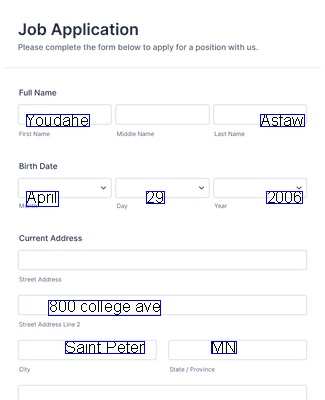 Job Application
Please complete the form below to apply for a position with us.
Full Name
Youdahe Astaw
First Name Middle Name Last Name
Birth Date
April 29 2006
Month Day Year
Current Address
Street Address
800 college ave
Street Address Line 2
Saint Peter MN
City State / Province